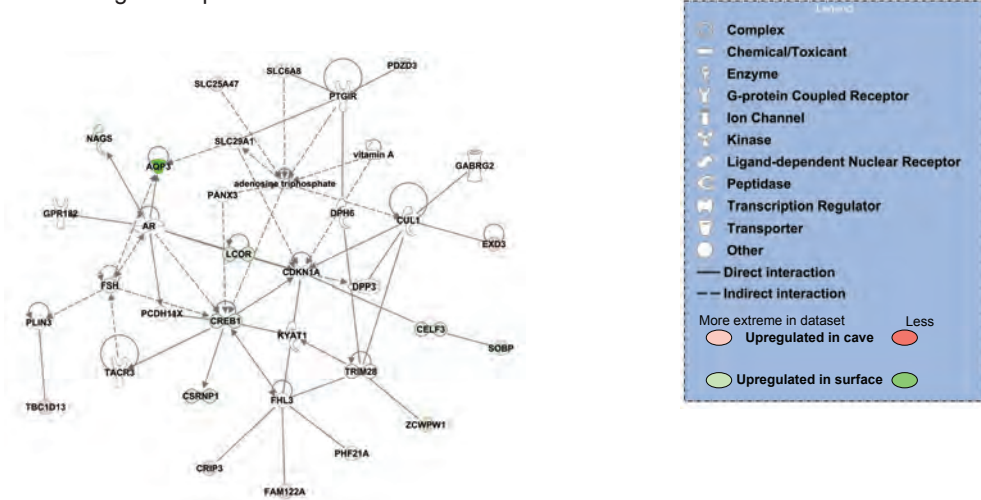 SLC6A8
PDZD3
SLC25A47
PTGIR
NAGS
SLC29A1
AQP3
vitamin A
GABRG2
adenosine triphosphate
PANX3
GPR182
DPH6
CUL1
AR
EXD3
LCOR
CDKN1A
FSH
DPP3
PCDH11X
PLIN3
CREB1
KYAT1
CELF3
SOBP
TACR3
TRIM28
CSRNP1
FHL3
TBC1D13
ZCWPW1
PHF21A
CRIP3
FAM122A
Legend
Complex
Chemical/Toxicant
Enzyme
G-protein Coupled Receptor
Ion Channel
Kinase
Ligand-dependent Nuclear Receptor
Peptidase
Transcription Regulator
Transporter
Other
Direct interaction
Indirect interaction
More extreme in dataset Less
Upregulated in cave
Upregulated in surface